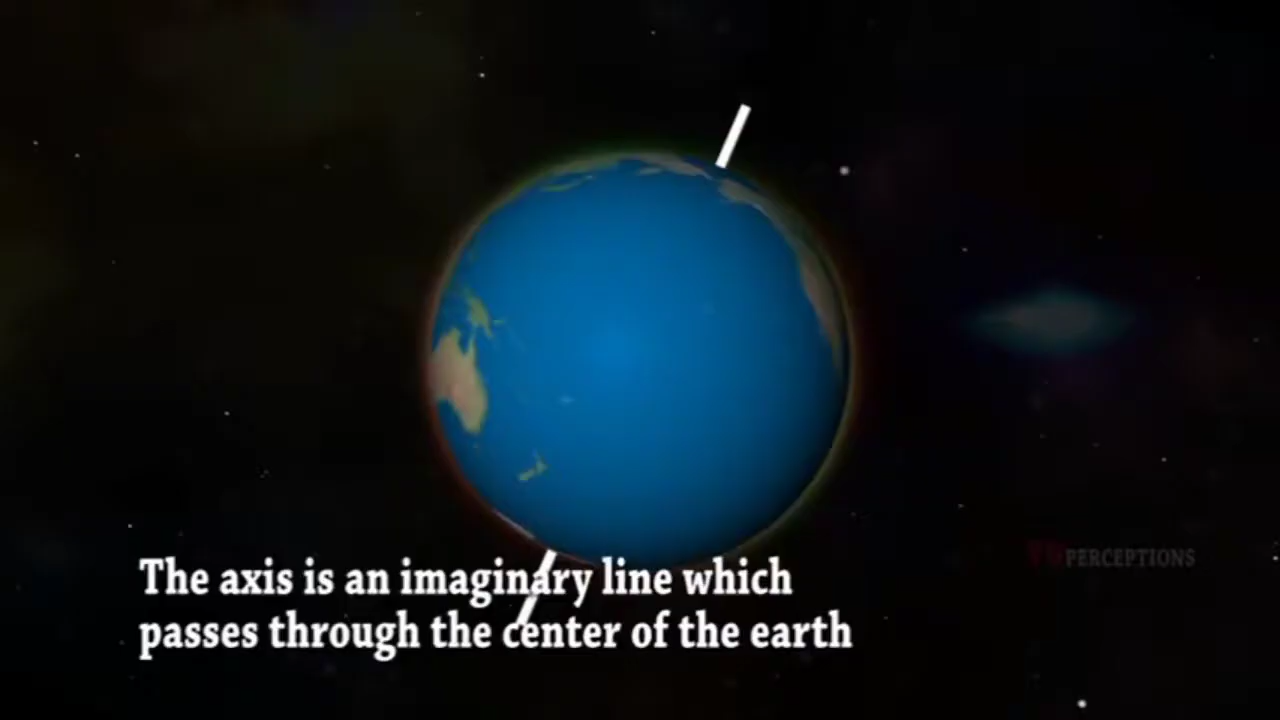 The axis is an imaginary line which
passes through the center of the earth
PERCEPTIONS